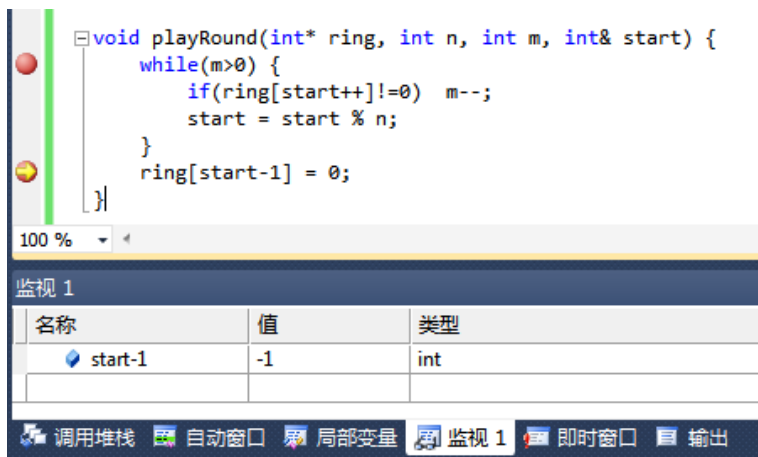 void playRound(int* ring, int n, int m, int& start) {
while(m>0) {
if(ring[start++]!=0)  m--;
start = start % n;
}
ring[start-1] = 0;
}
100 %
监视 1
名称 值 类型
start-1 -1 int
调用堆栈 自动窗口 局部变量 监视 1 即时窗口 输出